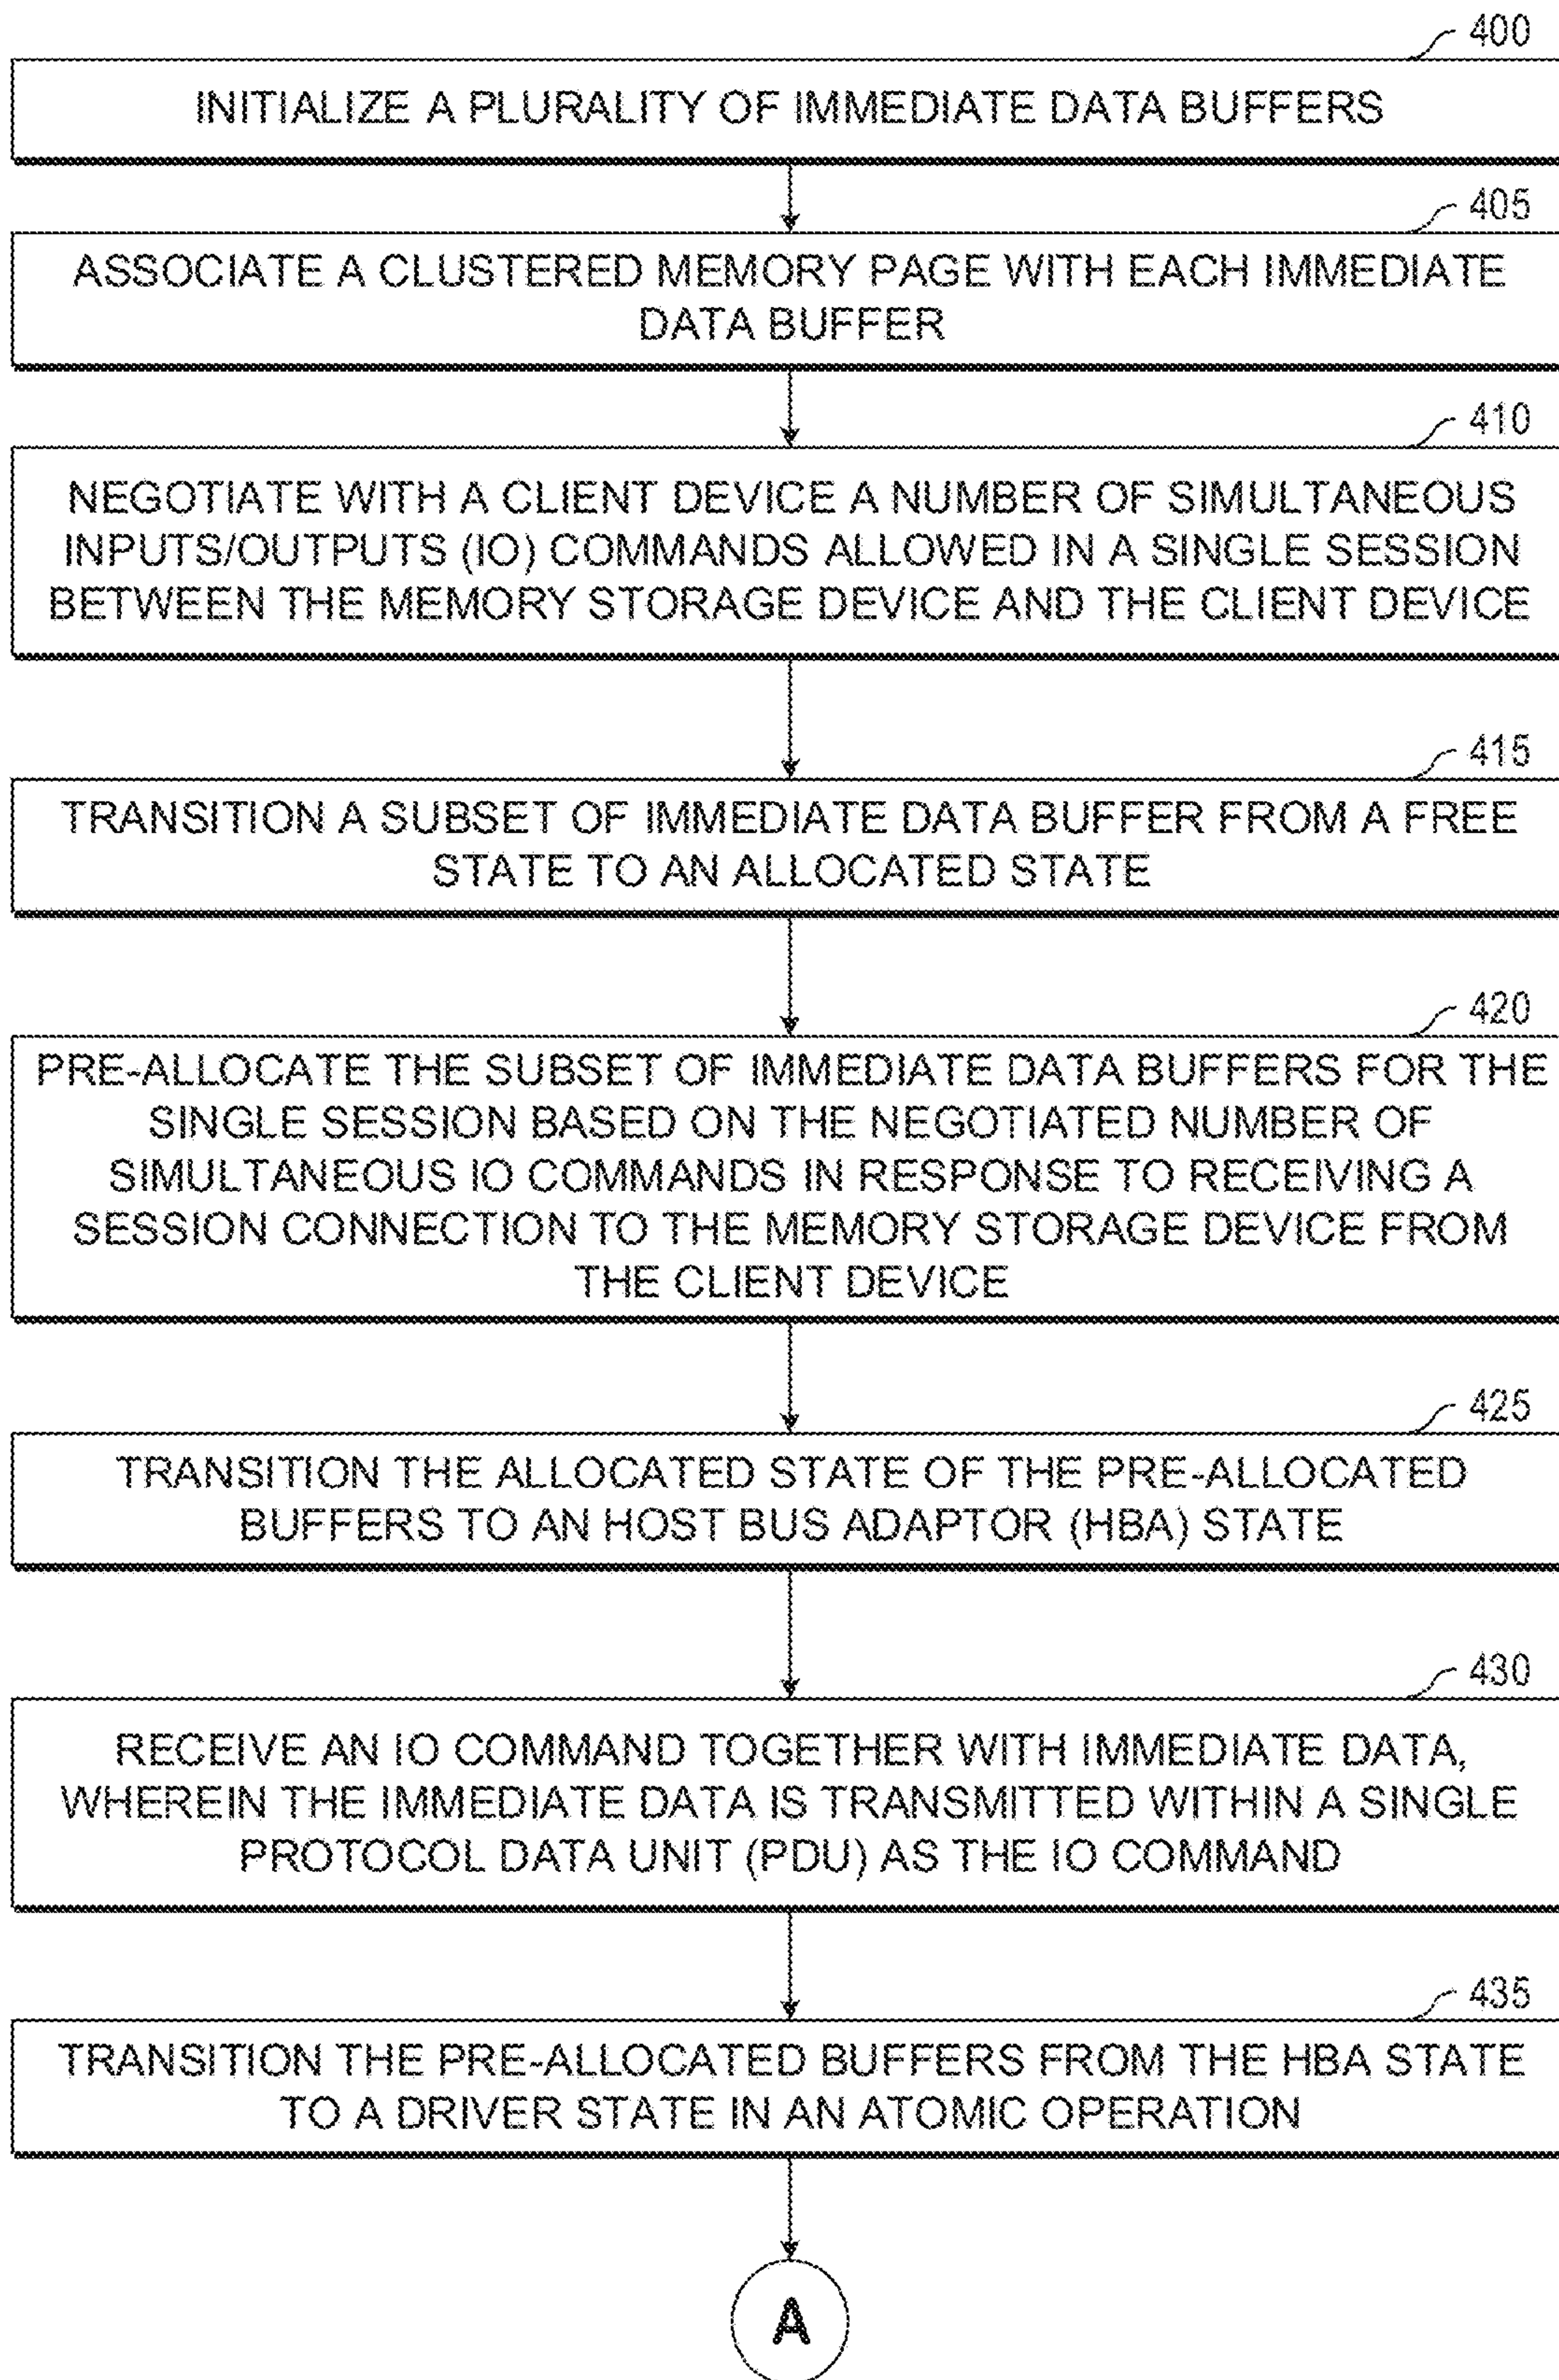 400
INITIALIZE A PLURALITY OF IMMEDIATE DATA BUFFERS
405
ASSOCIATE A CLUSTERED MEMORY PAGE WITH EACH IMMEDIATE
DATA BUFFER
410
NEGOTIATE WITH A CLIENT DEVICE A NUMBER OF SIMULTANEOUS
INPUTS/OUTPUTS (IO) COMMANDS ALLOWED IN A SINGLE SESSION
BETWEEN THE MEMORY STORAGE DEVICE AND THE CLIENT DEVICE
415
TRANSITION A SUBSET OF IMMEDIATE DATA BUFFER FROM A FREE
STATE TO AN ALLOCATED STATE
420
PRE-ALLOCATE THE SUBSET OF IMMEDIATE DATA BUFFERS FOR THE
SINGLE SESSION BASED ON THE NEGOTIATED NUMBER OF
SIMULTANEOUS IO COMMANDS IN RESPONSE TO RECEIVING A
SESSION CONNECTION TO THE MEMORY STORAGE DEVICE FROM
THE CLIENT DEVICE
425
TRANSITION THE ALLOCATED STATE OF THE PRE-ALLOCATED
BUFFERS TO AN HOST BUS ADAPTOR (HBA) STATE
430
RECEIVE AN IO COMMAND TOGETHER WITH IMMEDIATE DATA,
WHEREIN THE IMMEDIATE DATA IS TRANSMITTED WITHIN A SINGLE
PROTOCOL DATA UNIT (PDU) AS THE IO COMMAND
435
TRANSITION THE PRE-ALLOCATED BUFFERS FROM THE HBA STATE
TO A DRIVER STATE IN AN ATOMIC OPERATION
A